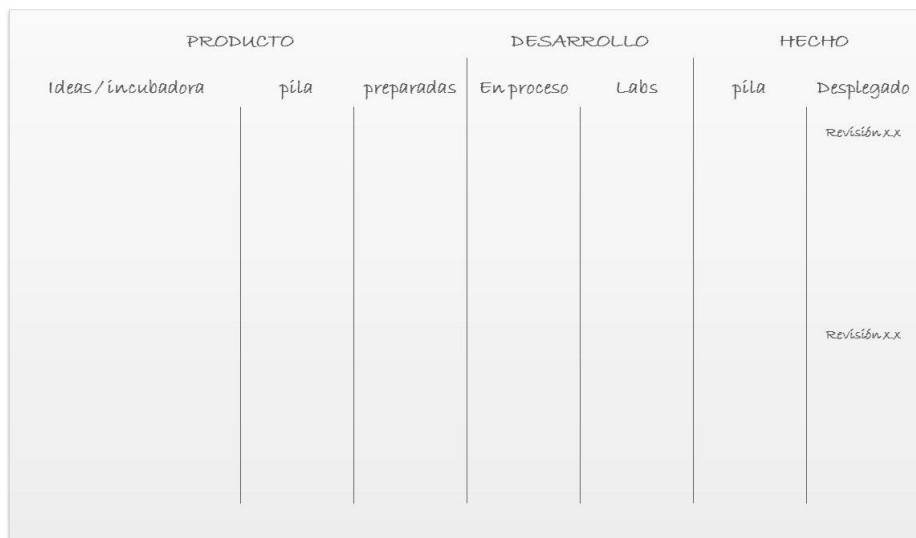 PRODUCTO DESARROLLO HECHO
Ideas / incubadora pila preparadas En proceso Labs pila Desplegado
Revisión x.x
Revisión x.x